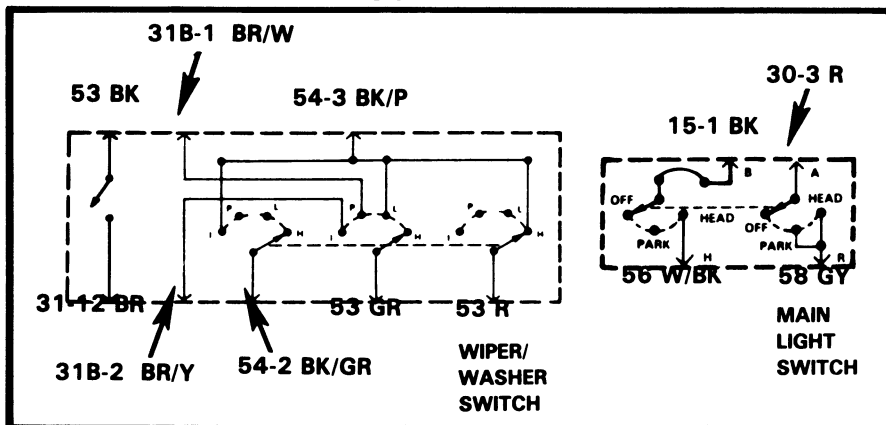 31B-1 BR/W
30-3 R
53 BK
54-3 BK/P
15-1 BK
B
A
P
L
P
L
P
L
I
H
I
H
I
H
OFF
HEAD
HEAD
OFF
PARK
PARK
H
R
31-12 BR
53 GR
53 R
56 W/BK
58 GY
31B-2 BR/Y
54-2 BK/GR
WIPER/
WASHER
SWITCH
MAIN
LIGHT
SWITCH